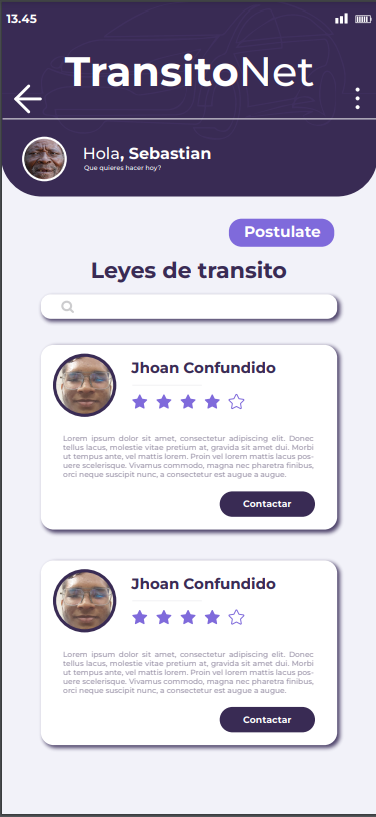 13.45
TransitoNet
Hola, Sebastian
Que quieres hacer hoy?
Postulate
Leyes de transito
Jhoan Confundido
Lorem ipsum dolor sit amet, consectetur adipiscing elit. Donec
tellus lacus, molestie vitae pretium at, gravida sit amet dui. Morbi
ut tempus ante, vel mattis lorem. Proin vel lorem mattis lacus pos-
uere scelerisque. Vivamus commodo, magna nec pharetra finibus,
orci neque suscipit nunc, a consectetur est augue a augue.
Contactar
Jhoan Confundido
Lorem ipsum dolor sit amet, consectetur adipiscing elit. Donec
tellus lacus, molestie vitae pretium at, gravida sit amet dui. Morbi
ut tempus ante, vel mattis lorem. Proin vel lorem mattis lacus pos-
uere scelerisque. Vivamus commodo, magna nec pharetra finibus,
orci neque suscipit nunc, a consectetur est augue a augue.
Contactar